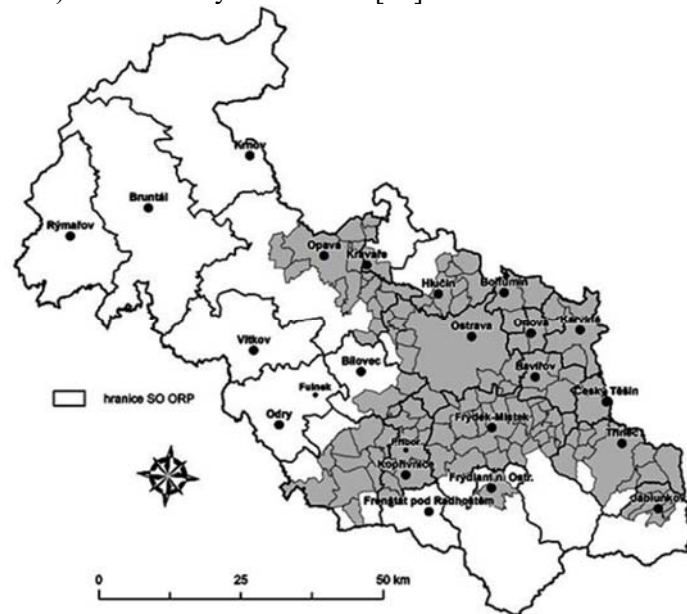 Krnov
Bruntál
Rýmařov
Opava
Kravaře
Hlučín
Bohumín
Ostrava
Orlová
Karviná
Vítkov
Bílovec
Havířov
Český Těšín
hranice SO ORP
Fulnek
Odry
Frýdek-Místek
Třinec
Příbor
Kopřivnice
Frýdlant n. Ostr.
Frenštát pod Radhoštěm
Jablunkov
0 25 50 km